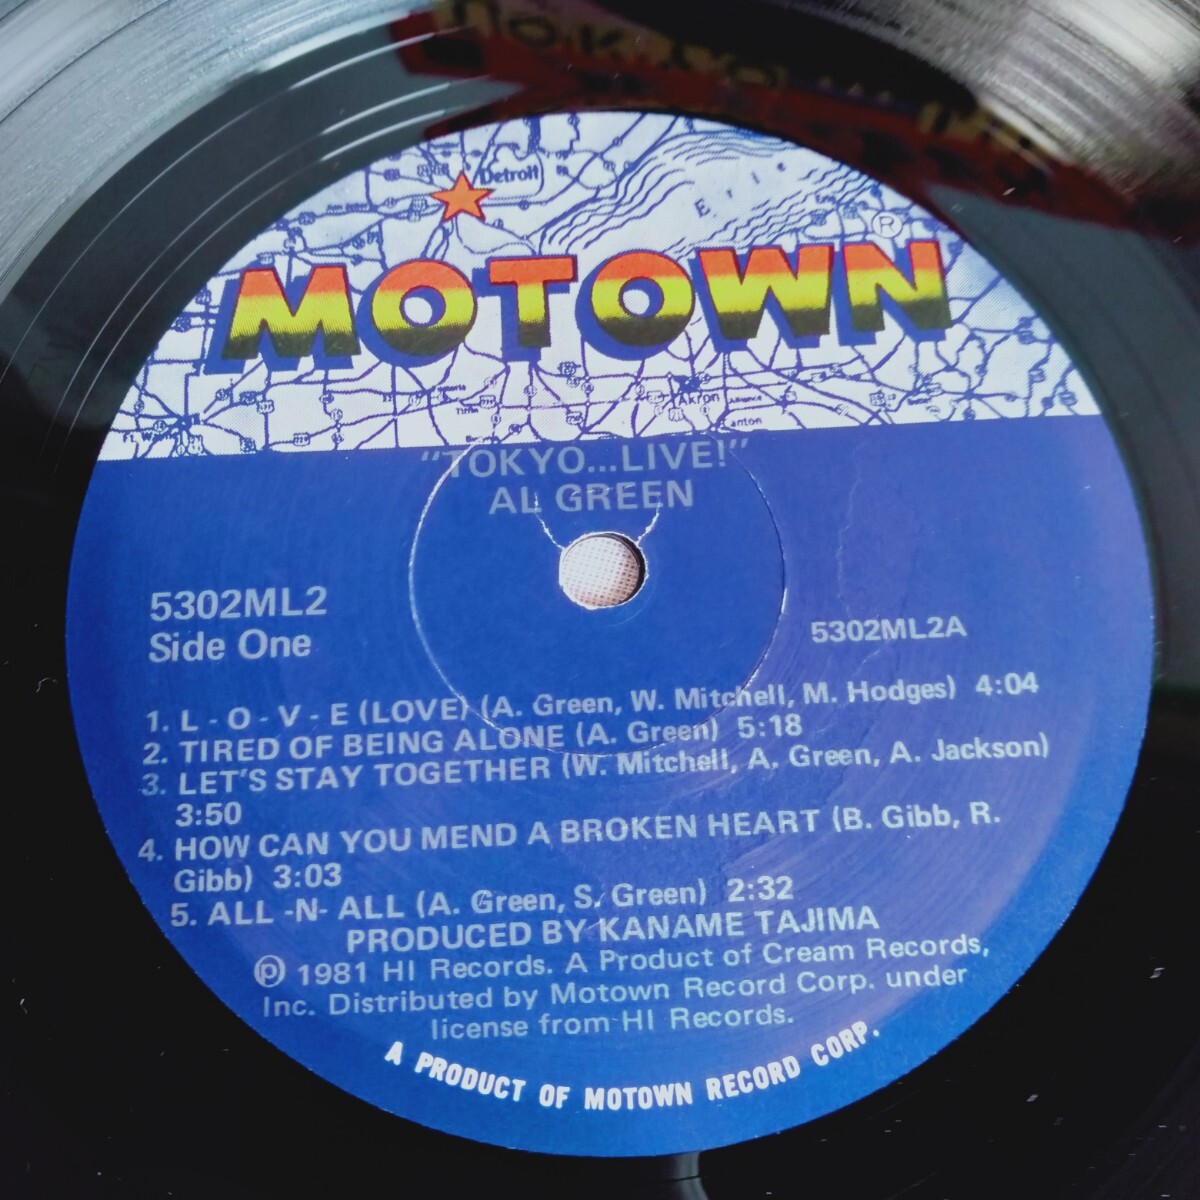 Detroit
Erie
MOTOWN®
Akron
Canton
Ft. Wayne
"TOKYO...LIVE!"
AL GREEN
5302ML2
Side One
5302ML2A
1. L - O - V - E (LOVE) (A. Green, W. Mitchell, M. Hodges) 4:04
2. TIRED OF BEING ALONE (A. Green) 5:18
3. LET'S STAY TOGETHER (W. Mitchell, A. Green, A. Jackson)
3:50
4. HOW CAN YOU MEND A BROKEN HEART (B. Gibb, R.
Gibb) 3:03
5. ALL -N- ALL (A. Green, S. Green) 2:32
PRODUCED BY KANAME TAJIMA
℗ 1981 HI Records. A Product of Cream Records,
Inc. Distributed by Motown Record Corp. under
license from HI Records.
A PRODUCT OF MOTOWN RECORD CORP.